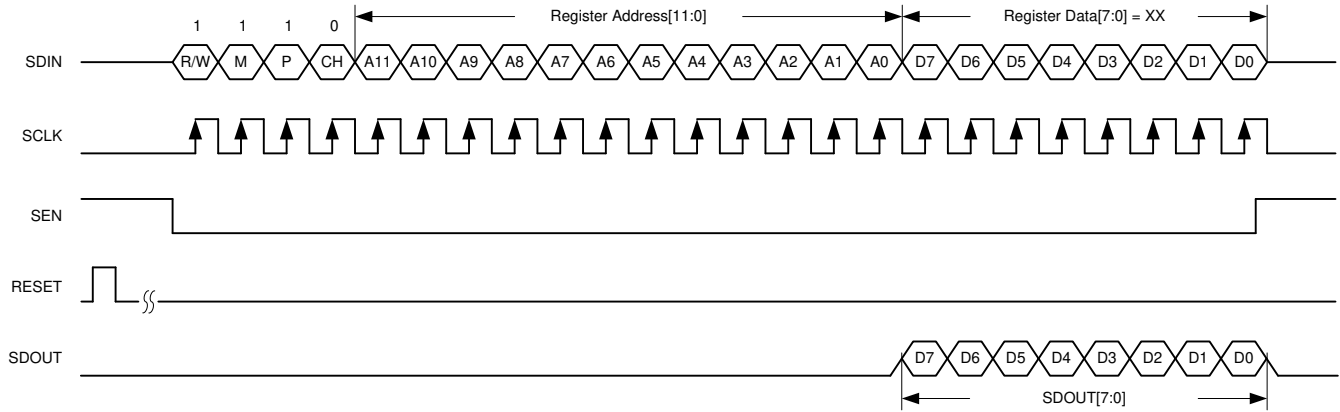 1 1 1 0 Register Address[11:0] Register Data[7:0] = XX
SDIN R/W M P CH A11 A10 A9 A8 A7 A6 A5 A4 A3 A2 A1 A0 D7 D6 D5 D4 D3 D2 D1 D0
SCLK
SEN
RESET
SDOUT D7 D6 D5 D4 D3 D2 D1 D0
SDOUT[7:0]